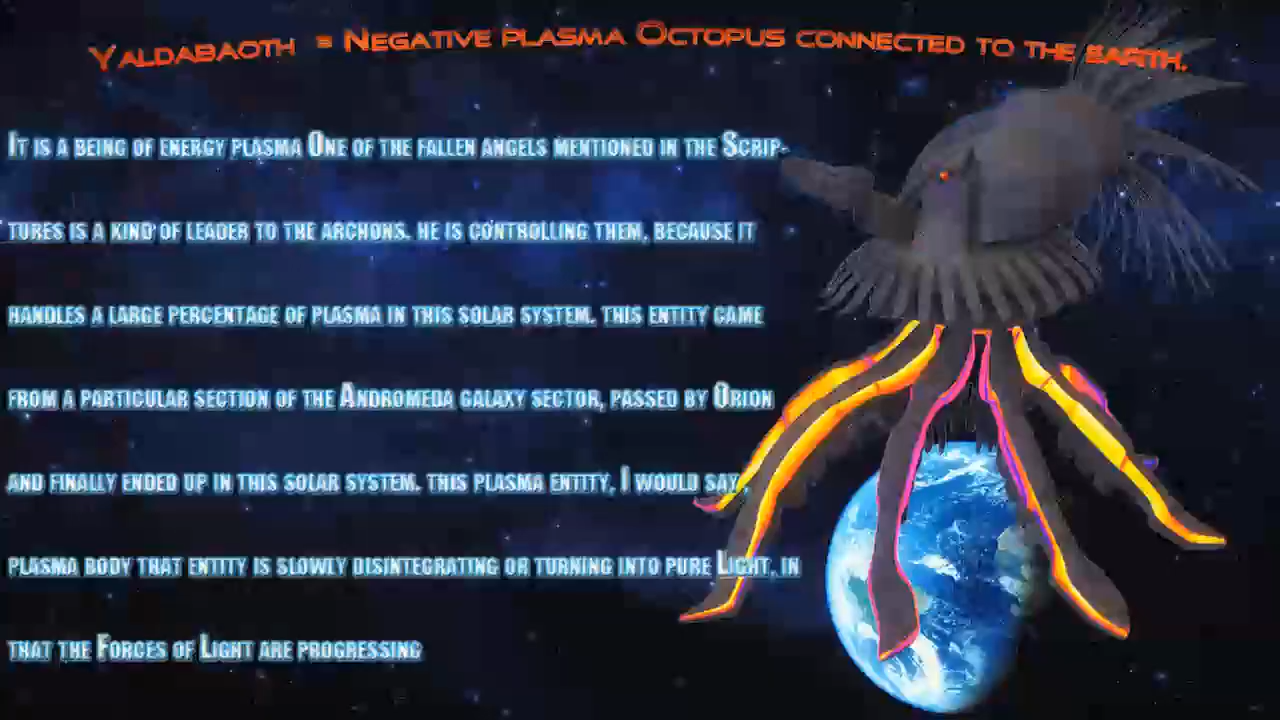 Yaldabaoth = Negative plasma Octopus connected to the earth.
It is a being of energy plasma One of the fallen angels mentioned in the Scrip-
tures is a kind of leader to the archons. he is controlling them, because it
handles a large percentage of plasma in this solar system. this entity came
from a particular section of the Andromeda galaxy sector, passed by Orion
and finally ended up in this solar system. this plasma entity, I would say,
plasma body that entity is slowly disintegrating or turning into pure Light, in
that the Forces of Light are progressing